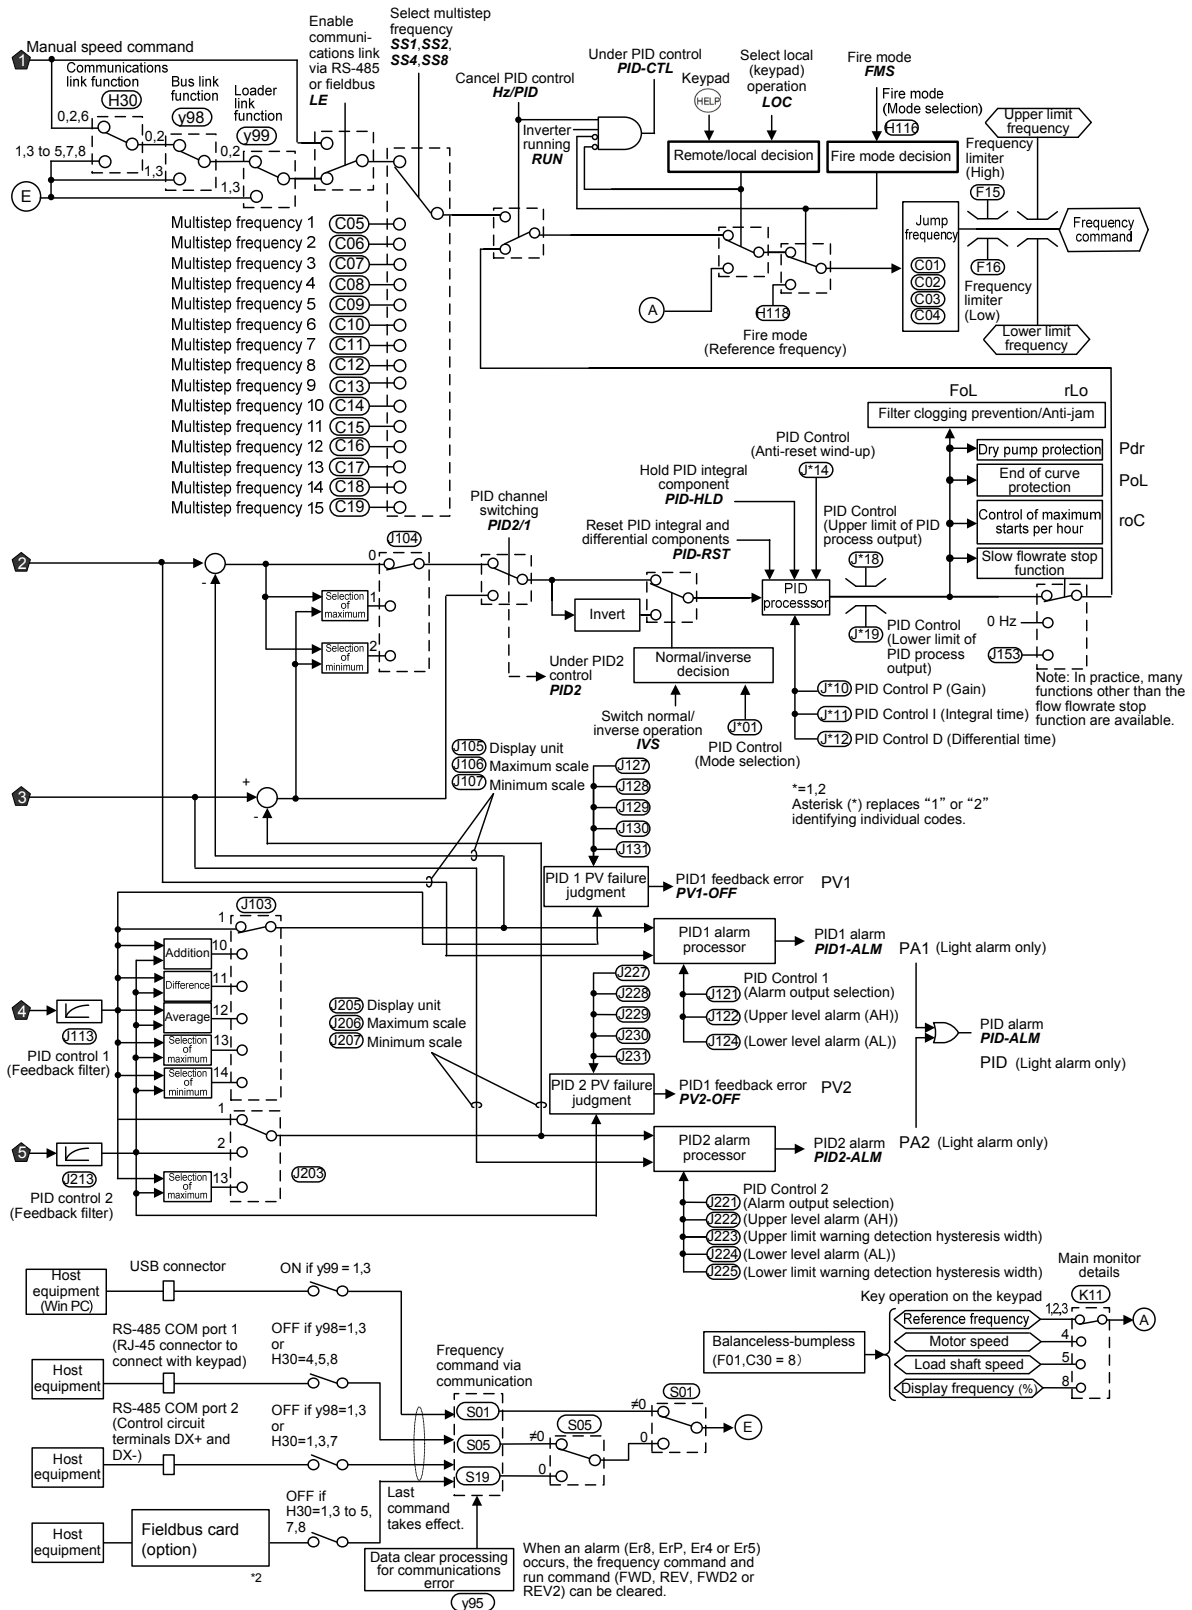 1
Manual speed command
Communications
link function
H30
0,2,6
1,3 to 5,7,8
E
Bus link
function
y98
0,2
1,3
Loader
link
function
y99
0,2
1,3
Enable
communi-
cations link
via RS-485
or fieldbus
LE
Select multistep
frequency
SS1,SS2,
SS4,SS8
Cancel PID control
Hz/PID
Under PID control
PID-CTL
Inverter
running
RUN
Keypad
HELP
Select local
(keypad)
operation
LOC
Remote/local decision
Fire mode
FMS
Fire mode
(Mode selection)
H116
Fire mode decision
Upper limit
frequency
Frequency
limiter
(High)
F15
Jump
frequency
C01
C02
C03
C04
Frequency
command
F16
Frequency
limiter
(Low)
Lower limit
frequency
A
H118
Fire mode
(Reference frequency)
Multistep frequency 1 C05
Multistep frequency 2 C06
Multistep frequency 3 C07
Multistep frequency 4 C08
Multistep frequency 5 C09
Multistep frequency 6 C10
Multistep frequency 7 C11
Multistep frequency 8 C12
Multistep frequency 9 C13
Multistep frequency 10 C14
Multistep frequency 11 C15
Multistep frequency 12 C16
Multistep frequency 13 C17
Multistep frequency 14 C18
Multistep frequency 15 C19
FoL rLo
Filter clogging prevention/Anti-jam
Dry pump protection Pdr
End of curve
protection
PoL
Control of maximum
starts per hour
roC
Slow flowrate stop
function
PID Control
(Anti-reset wind-up)
J*14
Hold PID integral
component
PID-HLD
Reset PID integral and
differential components
PID-RST
PID Control
(Upper limit of PID
process output)
J*18
PID
processsor
J*19
PID Control
(Lower limit of
PID process
output)
0 Hz
J153
Note: In practice, many
functions other than the
flow flowrate stop
function are available.
J*10 PID Control P (Gain)
J*11 PID Control I (Integral time)
J*12 PID Control D (Differential time)
*=1,2
Asterisk (*) replaces “1” or “2”
identifying individual codes.
2
-
J104
0
Selection
of
maximum
1
Selection
of
minimum
2
PID channel
switching
PID2/1
Invert
Under PID2
control
PID2
Normal/inverse
decision
Switch normal/
inverse operation
IVS
J*01
PID Control
(Mode selection)
3
+
-
J105 Display unit
J106 Maximum scale
J107 Minimum scale
J127
J128
J129
J130
J131
PID 1 PV failure
judgment
PID1 feedback error
PV1-OFF
PV1
J103
1
Addition 10
Difference 11
Average 12
Selection
of
maximum
13
Selection
of
minimum
14
4
J113
PID control 1
(Feedback filter)
PID1 alarm
processor
PID1 alarm
PID1-ALM
PA1 (Light alarm only)
PID Control 1
J121 (Alarm output selection)
J122 (Upper level alarm (AH))
J124 (Lower level alarm (AL))
PID alarm
PID-ALM
PID (Light alarm only)
J205 Display unit
J206 Maximum scale
J207 Minimum scale
J227
J228
J229
J230
J231
PID 2 PV failure
judgment
PID1 feedback error
PV2-OFF
PV2
5
J213
PID control 2
(Feedback filter)
1
2
Selection
of
maximum
13
J203
PID2 alarm
processor
PID2 alarm
PID2-ALM
PA2 (Light alarm only)
PID Control 2
J221 (Alarm output selection)
J222 (Upper level alarm (AH))
J223 (Upper limit warning detection hysteresis width)
J224 (Lower level alarm (AL))
J225 (Lower limit warning detection hysteresis width)
Host
equipment
(Win PC)
USB connector
ON if y99 = 1,3
RS-485 COM port 1
(RJ-45 connector to
connect with keypad)
Host
equipment
OFF if y98=1,3
or
H30=4,5,8
RS-485 COM port 2
(Control circuit
terminals DX+ and
DX-)
Host
equipment
OFF if y98=1,3
or
H30=1,3,7
Host
equipment
Fieldbus card
(option)
*2
OFF if
H30=1,3 to 5,
7,8
Last
command
takes effect.
Frequency
command via
communication
S01
S05
S19
≠0
0
S05
≠0
0
S01
E
Data clear processing
for communications
error
y95
When an alarm (Er8, ErP, Er4 or Er5)
occurs, the frequency command and
run command (FWD, REV, FWD2 or
REV2) can be cleared.
Balanceless-bumpless
(F01,C30 = 8)
Key operation on the keypad
Main monitor
details
K11
Reference frequency 1,2,3
Motor speed 4
Load shaft speed 5
Display frequency (%) 8
A